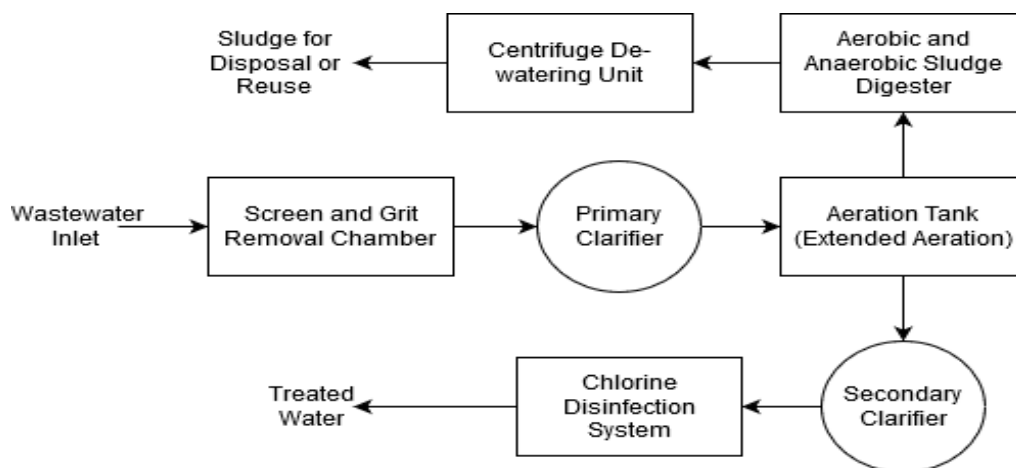 Sludge for
Disposal or
Reuse
Centrifuge De-
watering Unit
Aerobic and
Anaerobic Sludge
Digester
Wastewater
Inlet
Screen and Grit
Removal Chamber
Primary
Clarifier
Aeration Tank
(Extended Aeration)
Treated
Water
Chlorine
Disinfection
System
Secondary
Clarifier